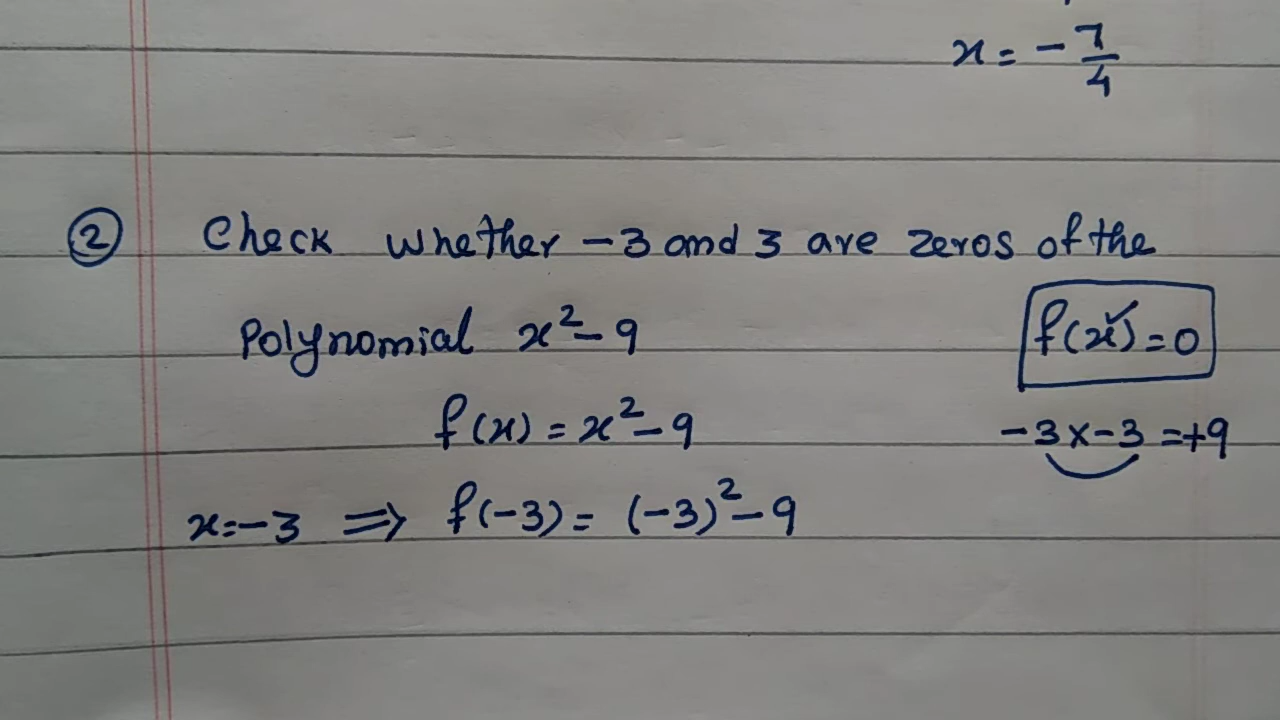 x = - 7/4
② Check whether -3 and 3 are zeros of the
Polynomial x² - 9
f(x) = 0
f(x) = x² - 9
-3 x -3 = +9
x = -3 ⇒ f(-3) = (-3)² - 9